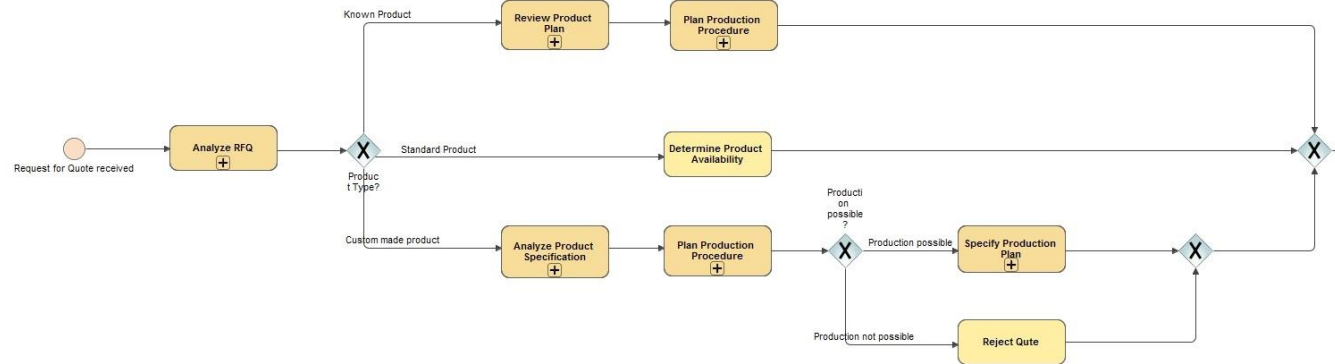 Known Product
Review Product
Plan
Plan Production
Procedure
Request for Quote received
Analyze RFQ
X
Produc
t Type?
Standard Product
Determine Product
Availability
X
Custom made product
Analyze Product
Specification
Plan Production
Procedure
Producti
on
possible
?
X
Production possible
Specify Production
Plan
X
Production not possible
Reject Qute